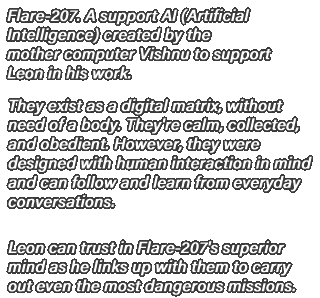 Flare-207. A support AI (Artificial
Intelligence) created by the
mother computer Vishnu to support
Leon in his work.
They exist as a digital matrix, without
need of a body. They're calm, collected,
and obedient. However, they were
designed with human interaction in mind
and can follow and learn from everyday
conversations.
Leon can trust in Flare-207's superior
mind as he links up with them to carry
out even the most dangerous missions.